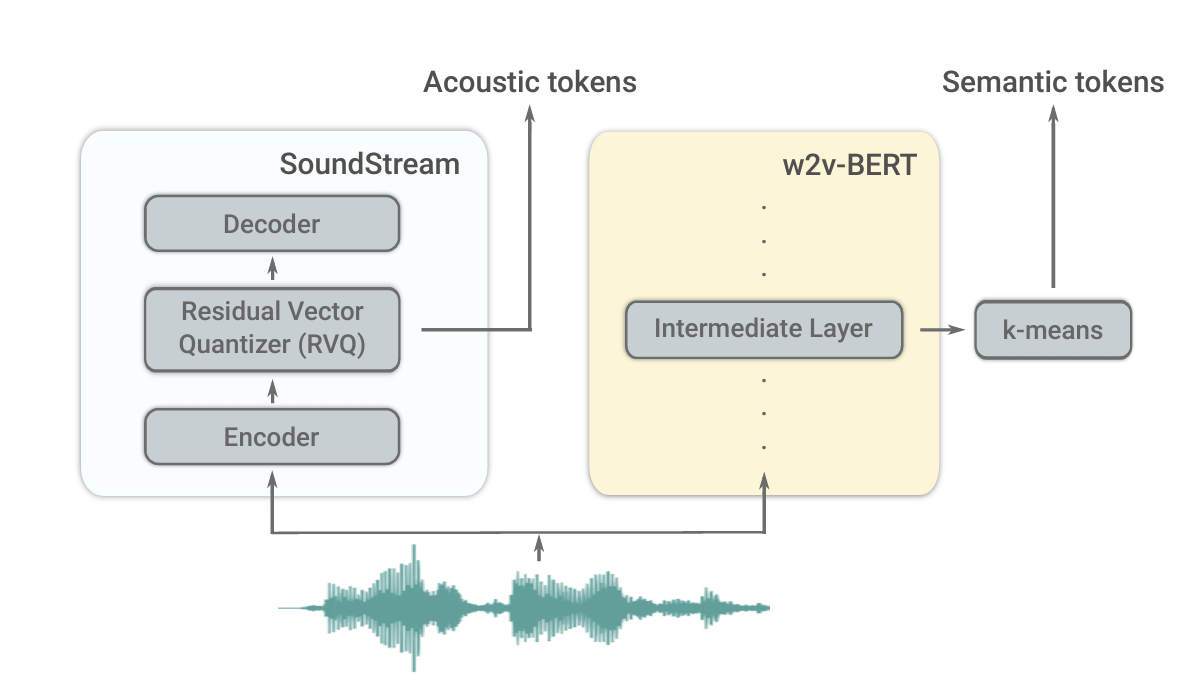 Acoustic tokens
Semantic tokens
SoundStream
Decoder
Residual Vector
Quantizer (RVQ)
Encoder
w2v-BERT
Intermediate Layer
k-means